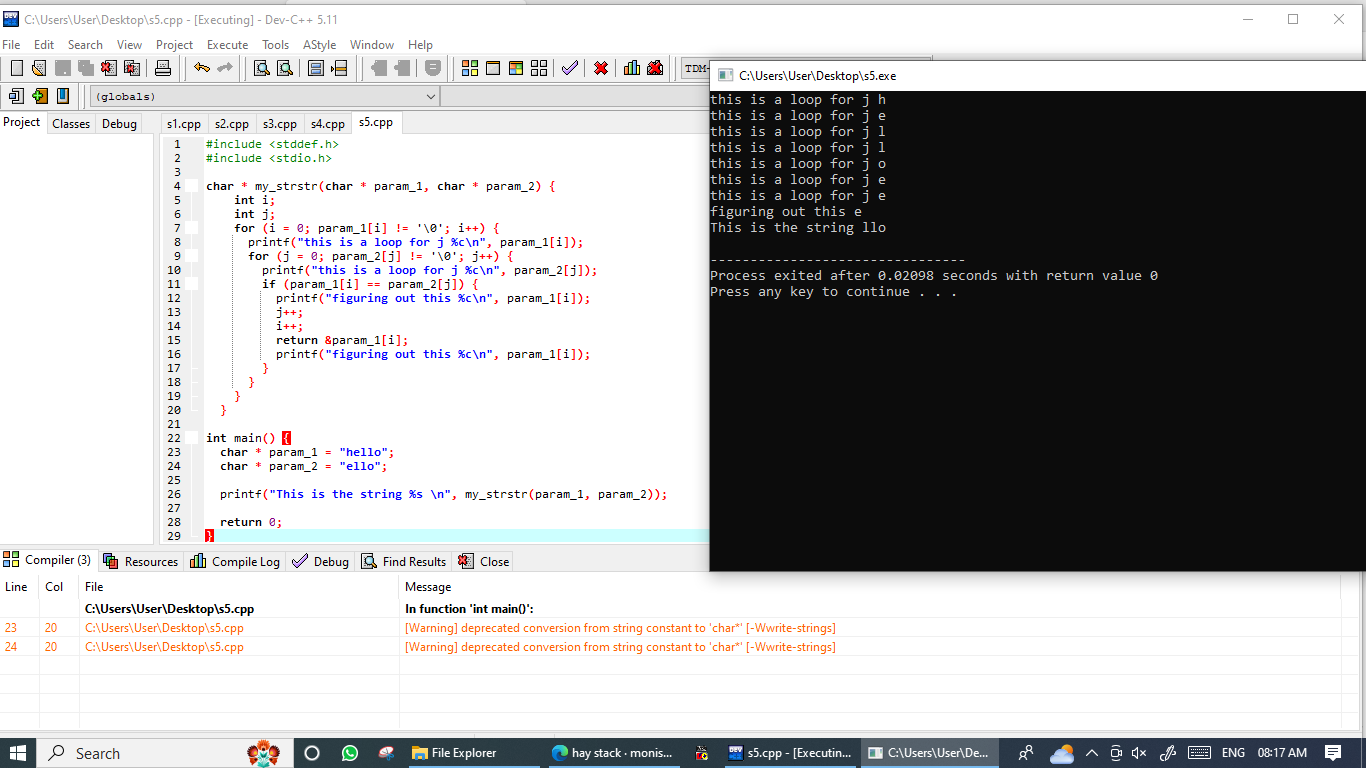 C:\Users\User\Desktop\s5.cpp - [Executing] - Dev-C++ 5.11
File Edit Search View Project Execute Tools AStyle Window Help
TDM-
(globals)
Project Classes Debug
s1.cpp s2.cpp s3.cpp s4.cpp s5.cpp
1 #include <stddef.h>
2 #include <stdio.h>
3
4 char * my_strstr(char * param_1, char * param_2) {
5 int i;
6 int j;
7 for (i = 0; param_1[i] != '\0'; i++) {
8 printf("this is a loop for j %c\n", param_1[i]);
9 for (j = 0; param_2[j] != '\0'; j++) {
10 printf("this is a loop for j %c\n", param_2[j]);
11 if (param_1[i] == param_2[j]) {
12 printf("figuring out this %c\n", param_1[i]);
13 j++;
14 i++;
15 return &param_1[i];
16 printf("figuring out this %c\n", param_1[i]);
17 }
18 }
19 }
20 }
21
22 int main() {
23 char * param_1 = "hello";
24 char * param_2 = "ello";
25
26 printf("This is the string %s \n", my_strstr(param_1, param_2));
27
28 return 0;
29 }
C:\Users\User\Desktop\s5.exe
this is a loop for j h
this is a loop for j e
this is a loop for j l
this is a loop for j l
this is a loop for j o
this is a loop for j e
this is a loop for j e
figuring out this e
This is the string llo
--------------------------------
Process exited after 0.02098 seconds with return value 0
Press any key to continue . . .
Compiler (3) Resources Compile Log Debug Find Results Close
Line Col File Message
C:\Users\User\Desktop\s5.cpp In function 'int main()':
23 20 C:\Users\User\Desktop\s5.cpp [Warning] deprecated conversion from string constant to 'char*' [-Wwrite-strings]
24 20 C:\Users\User\Desktop\s5.cpp [Warning] deprecated conversion from string constant to 'char*' [-Wwrite-strings]
Search File Explorer hay stack · monis... s5.cpp - [Executin... C:\Users\User\De... ENG 08:17 AM